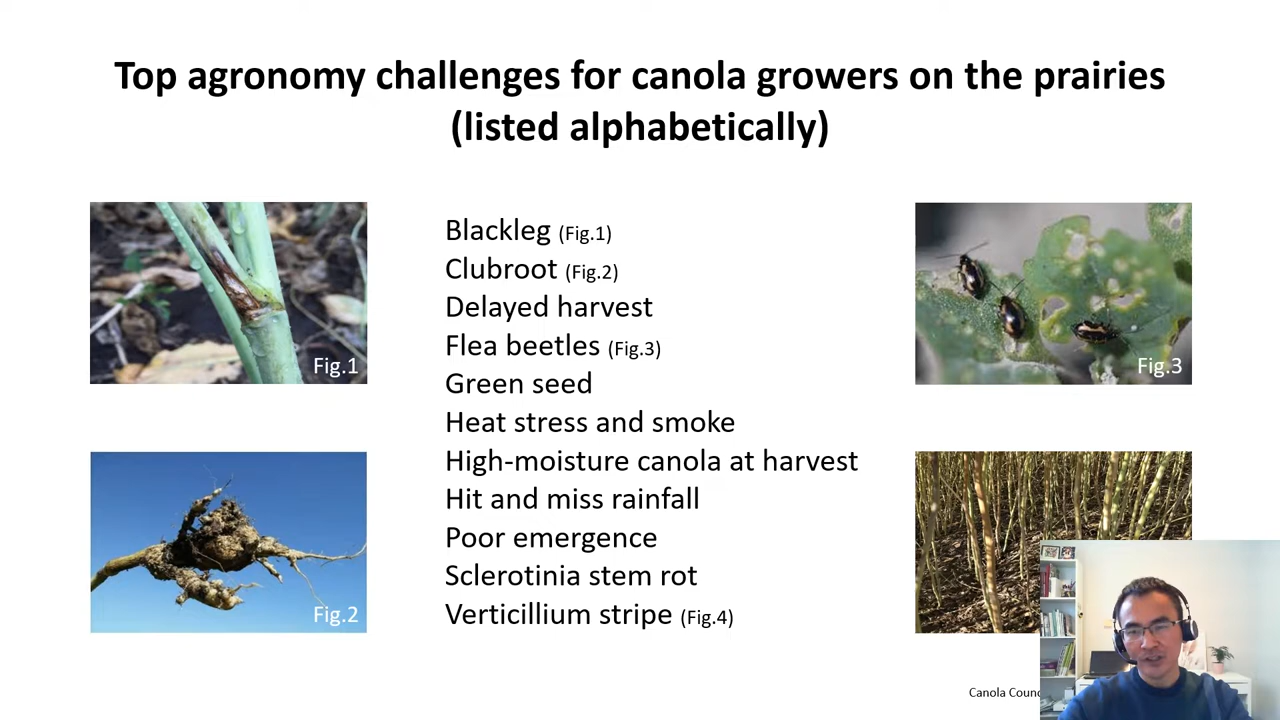 Top agronomy challenges for canola growers on the prairies
(listed alphabetically)
Blackleg (Fig.1)
Clubroot (Fig.2)
Delayed harvest
Flea beetles (Fig.3)
Green seed
Heat stress and smoke
High-moisture canola at harvest
Hit and miss rainfall
Poor emergence
Sclerotinia stem rot
Verticillium stripe (Fig.4)
Fig.1
Fig.2
Fig.3
Canola